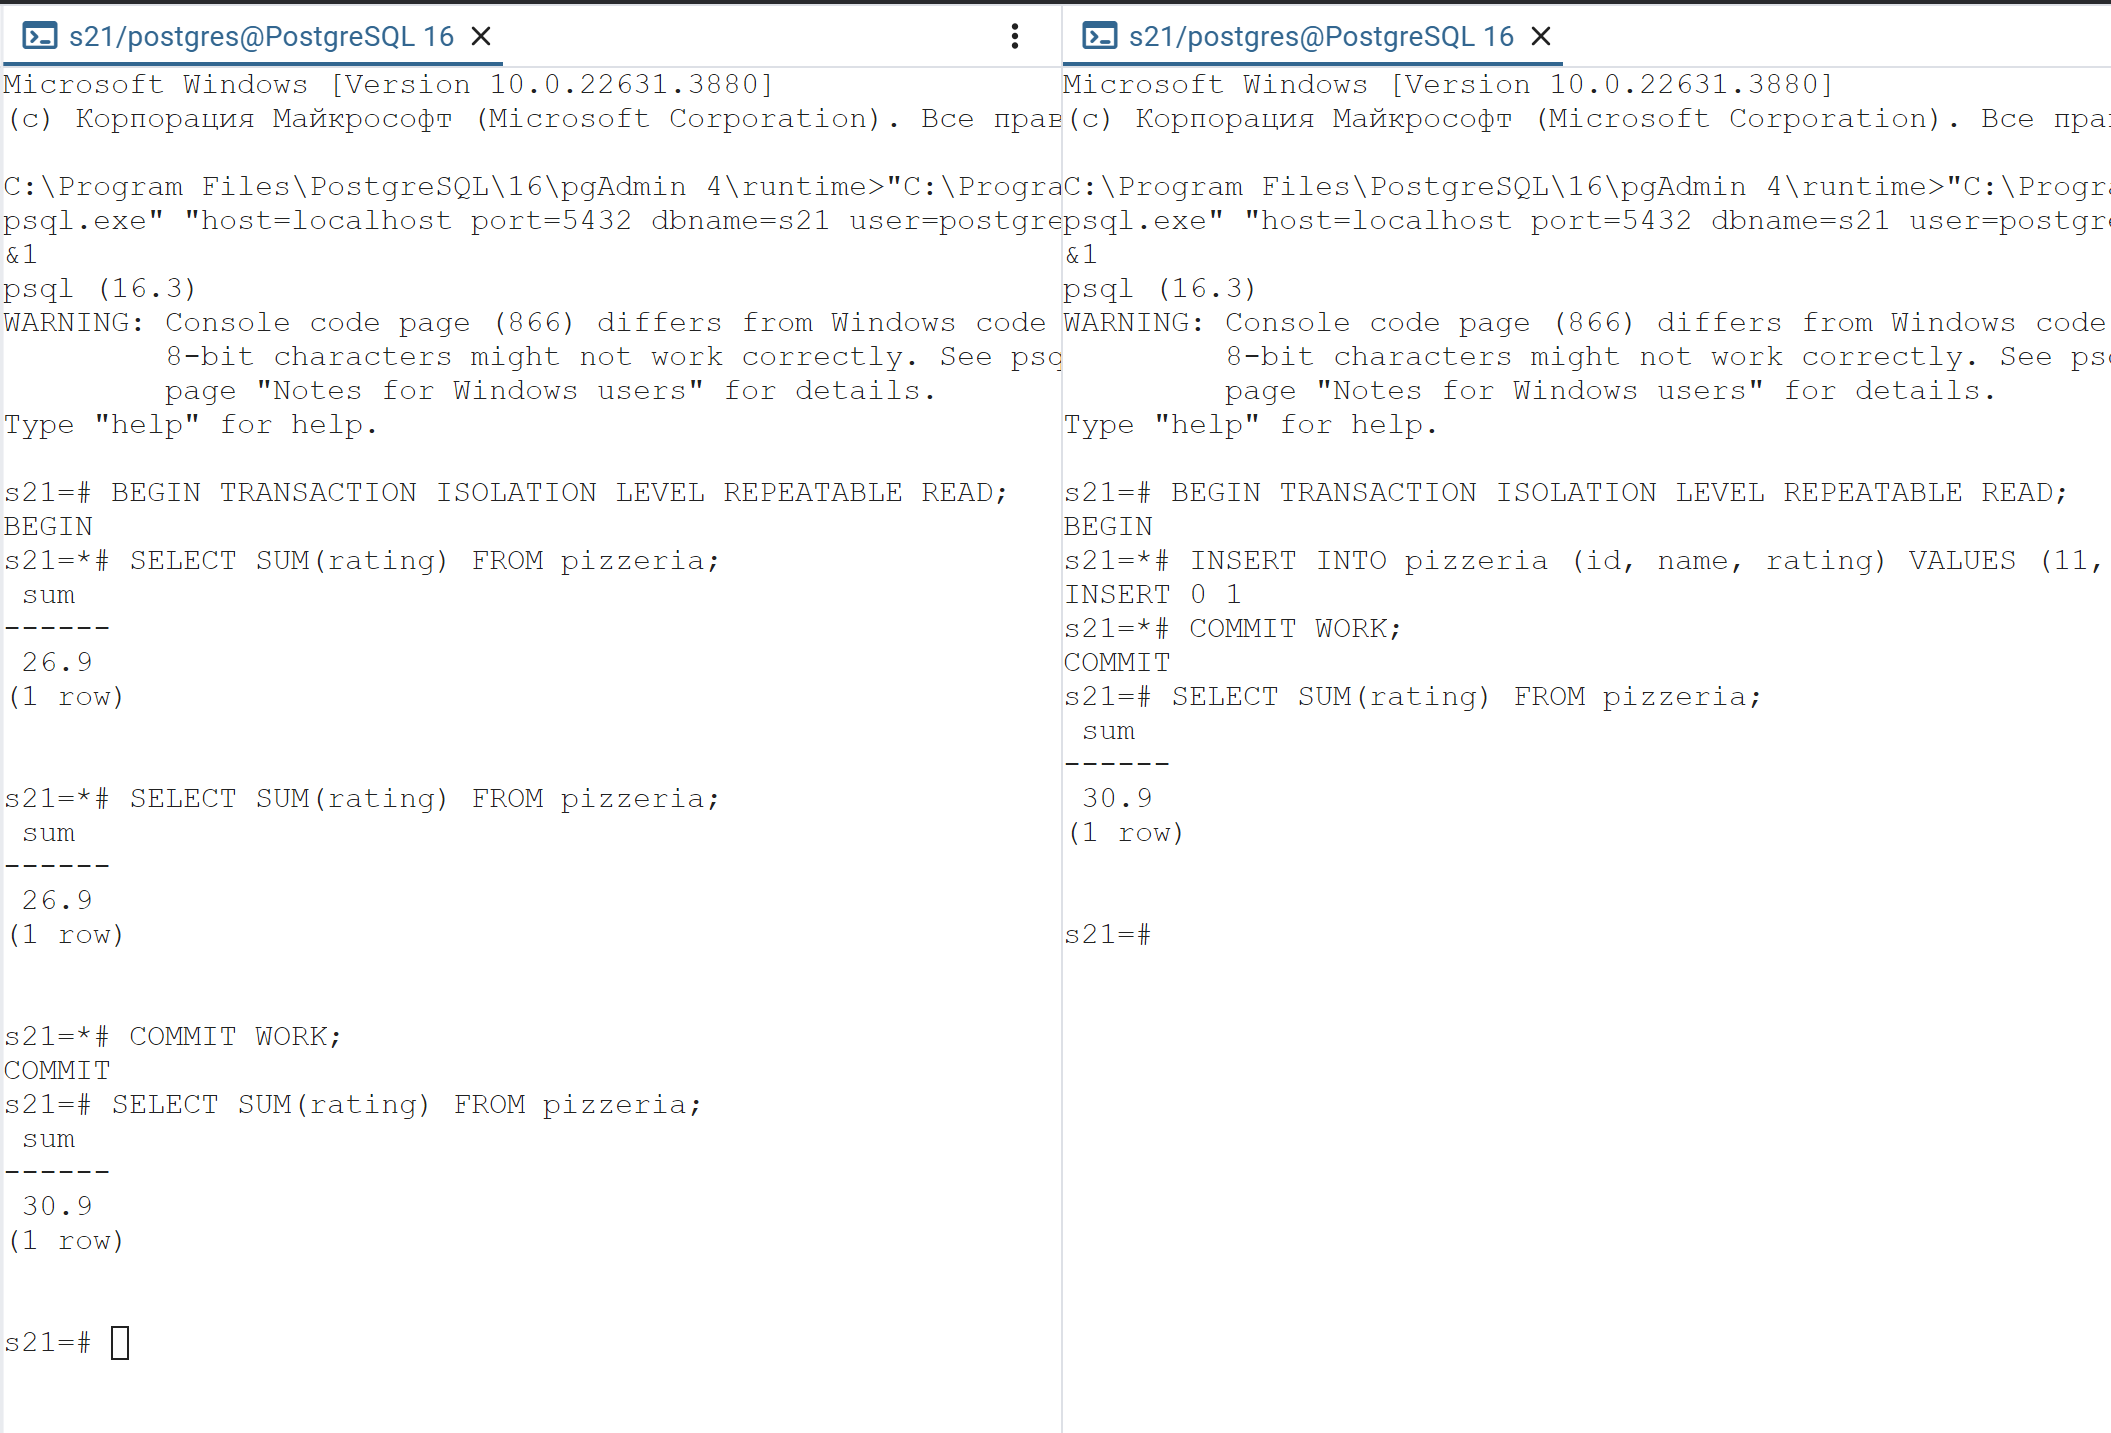 s21/postgres@PostgreSQL 16
Microsoft Windows [Version 10.0.22631.3880]
(c) Корпорация Майкрософт (Microsoft Corporation). Все
C:\Program Files\PostgreSQL\16\pgAdmin 4\runtime>"C:\Progra
psql.exe" "host=localhost port=5432 dbname=s21 user=postgre
&1
psql (16.3)
WARNING: Console code page (866) differs from Windows code
8-bit characters might not work correctly. See
page "Notes for Windows users" for details.
Type "help" for help.
s21=# BEGIN TRANSACTION ISOLATION LEVEL REPEATABLE READ;
BEGIN
s21=*# SELECT SUM(rating) FROM pizzeria;
sum
------
26.9
(1 row)
s21=*# SELECT SUM(rating) FROM pizzeria;
sum
------
26.9
(1 row)
s21=*# COMMIT WORK;
COMMIT
s21=# SELECT SUM(rating) FROM pizzeria;
sum
------
30.9
(1 row)
s21=#
s21/postgres@PostgreSQL 16
Microsoft Windows [Version 10.0.22631.3880]
(c) Корпорация Майкрософт (Microsoft Corporation). Все
C:\Program Files\PostgreSQL\16\pgAdmin 4\runtime>"C:\Progr
psql.exe" "host=localhost port=5432 dbname=s21 user=postgr
&1
psql (16.3)
WARNING: Console code page (866) differs from Windows code
8-bit characters might not work correctly. See
page "Notes for Windows users" for details.
Type "help" for help.
s21=# BEGIN TRANSACTION ISOLATION LEVEL REPEATABLE READ;
BEGIN
s21=*# INSERT INTO pizzeria (id, name, rating) VALUES (11,
INSERT 0 1
s21=*# COMMIT WORK;
COMMIT
s21=# SELECT SUM(rating) FROM pizzeria;
sum
------
30.9
(1 row)
s21=#